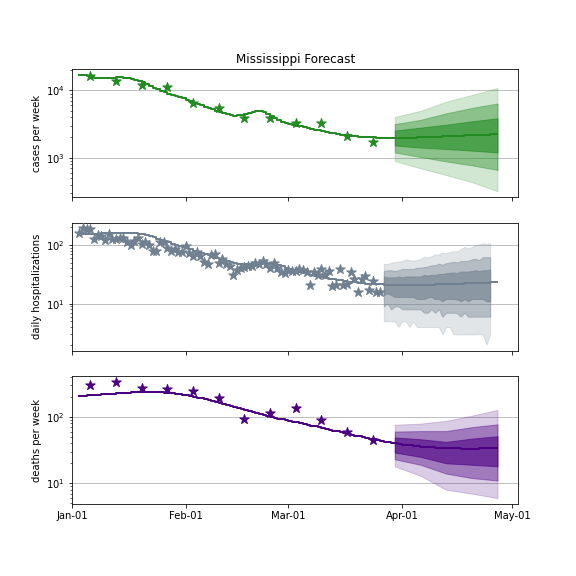 Mississippi Forecast
cases per week
10⁴
10³
daily hospitalizations
10²
10¹
deaths per week
10²
10¹
Jan-01 Feb-01 Mar-01 Apr-01 May-01